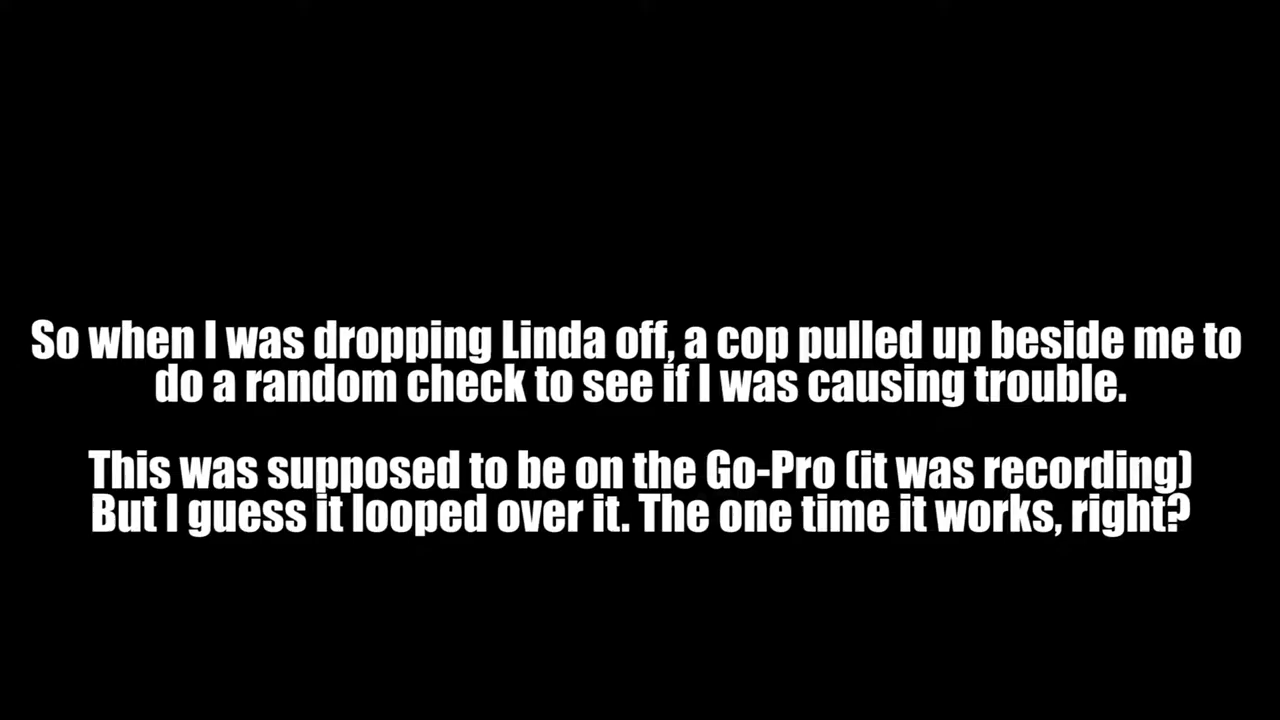 So when I was dropping Linda off, a cop pulled up beside me to
do a random check to see if I was causing trouble.
This was supposed to be on the Go-Pro (it was recording)
But I guess it looped over it. The one time it works, right?